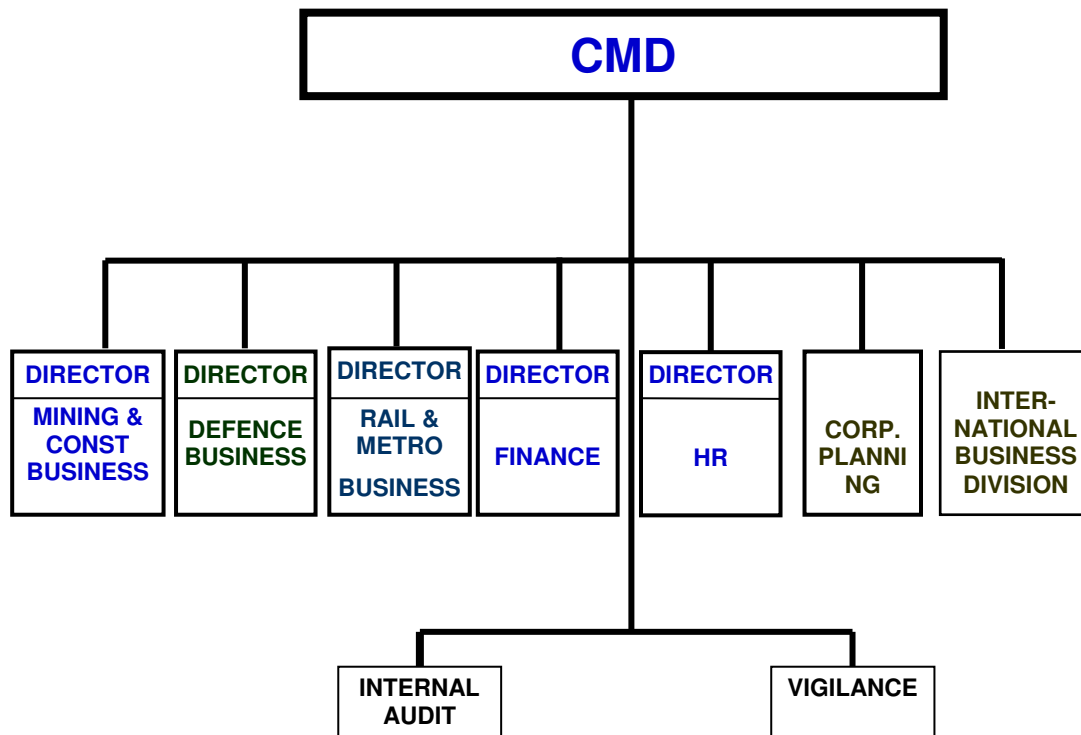 CMD
DIRECTOR
MINING &
CONST
BUSINESS
DIRECTOR
DEFENCE
BUSINESS
DIRECTOR
RAIL &
METRO
BUSINESS
DIRECTOR
FINANCE
DIRECTOR
HR
CORP.
PLANNI
NG
INTER-
NATIONAL
BUSINESS
DIVISION
INTERNAL
AUDIT
VIGILANCE